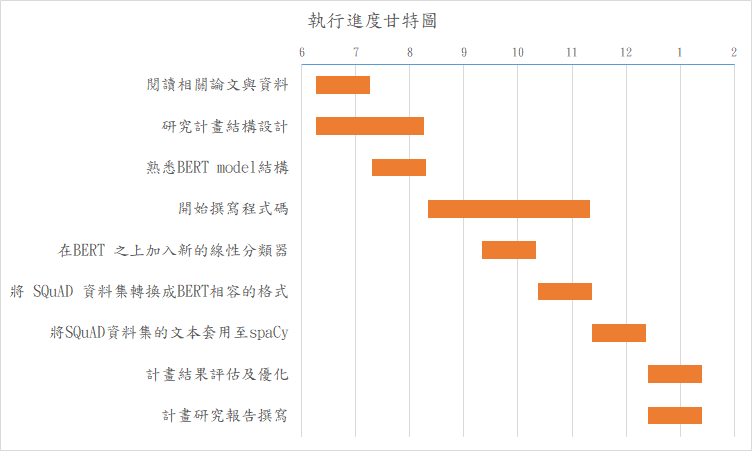 執行進度甘特圖
6 7 8 9 10 11 12 1 2
閱讀相關論文與資料
研究計畫結構設計
熟悉BERT model結構
開始撰寫程式碼
在BERT 之上加入新的線性分類器
將 SQuAD 資料集轉換成BERT相容的格式
將SQuAD資料集的文本套用至spaCy
計畫結果評估及優化
計畫研究報告撰寫